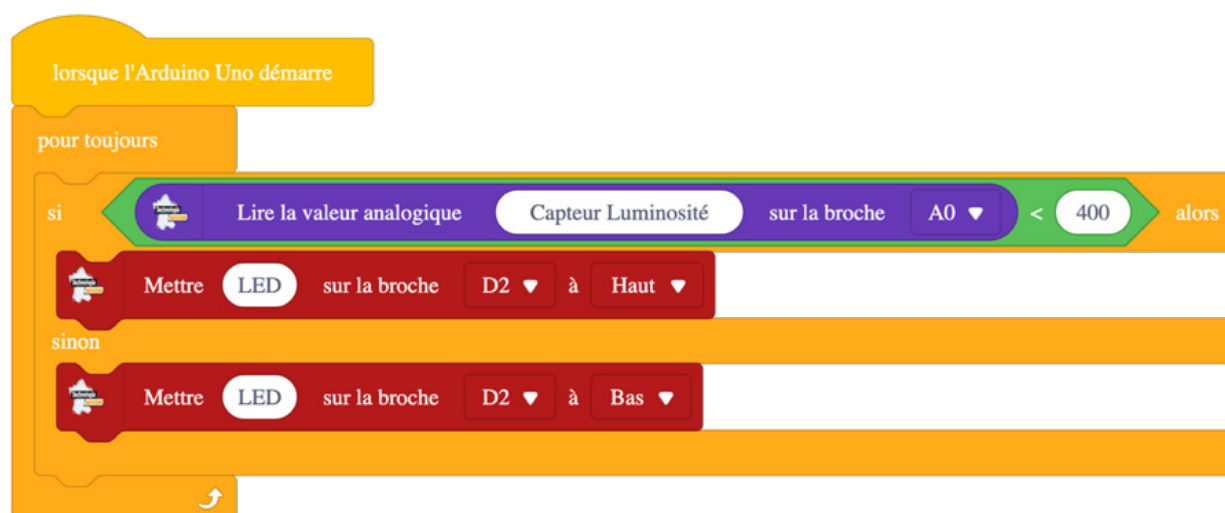 lorsque l'Arduino Uno démarre
pour toujours
si Lire la valeur analogique Capteur Luminosité sur la broche A0 < 400 alors
Mettre LED sur la broche D2 à Haut
sinon
Mettre LED sur la broche D2 à Bas